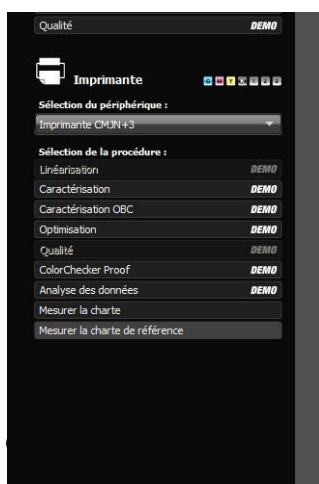 Qualité DEMO
Imprimante C M Y K
Sélection du périphérique :
Imprimante CMJN+3
Sélection de la procédure :
Linéarisation DEMO
Caractérisation DEMO
Caractérisation OBC DEMO
Optimisation DEMO
Qualité DEMO
ColorChecker Proof DEMO
Analyse des données DEMO
Mesurer la charte
Mesurer la charte de référence